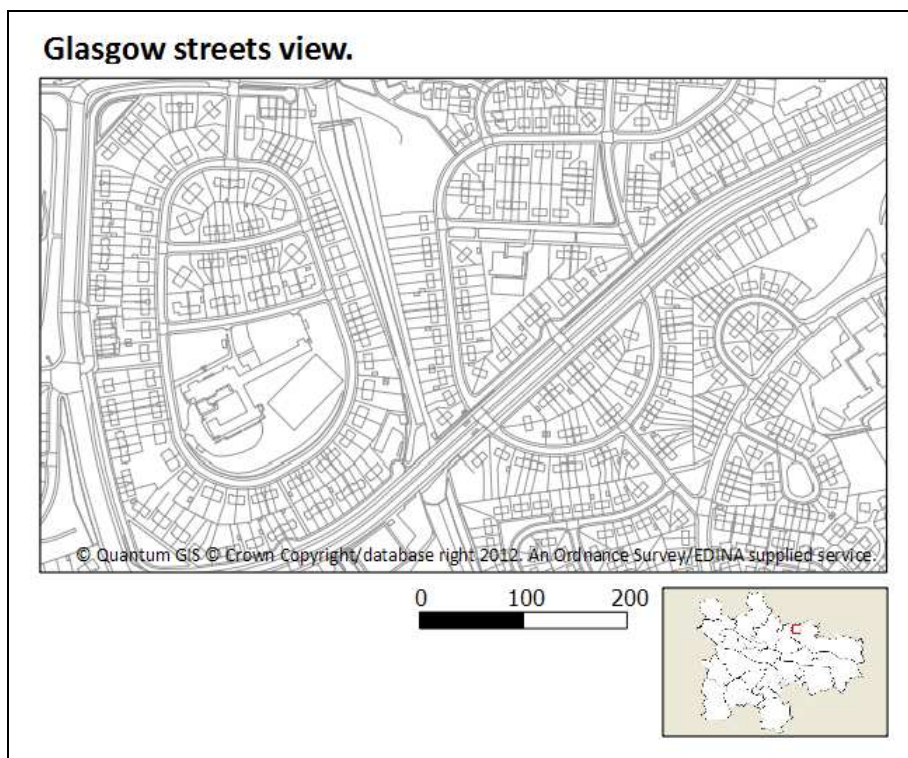 Glasgow streets view.
© Quantum GIS © Crown Copyright/database right 2012. An Ordnance Survey/EDINA supplied service.
0 100 200